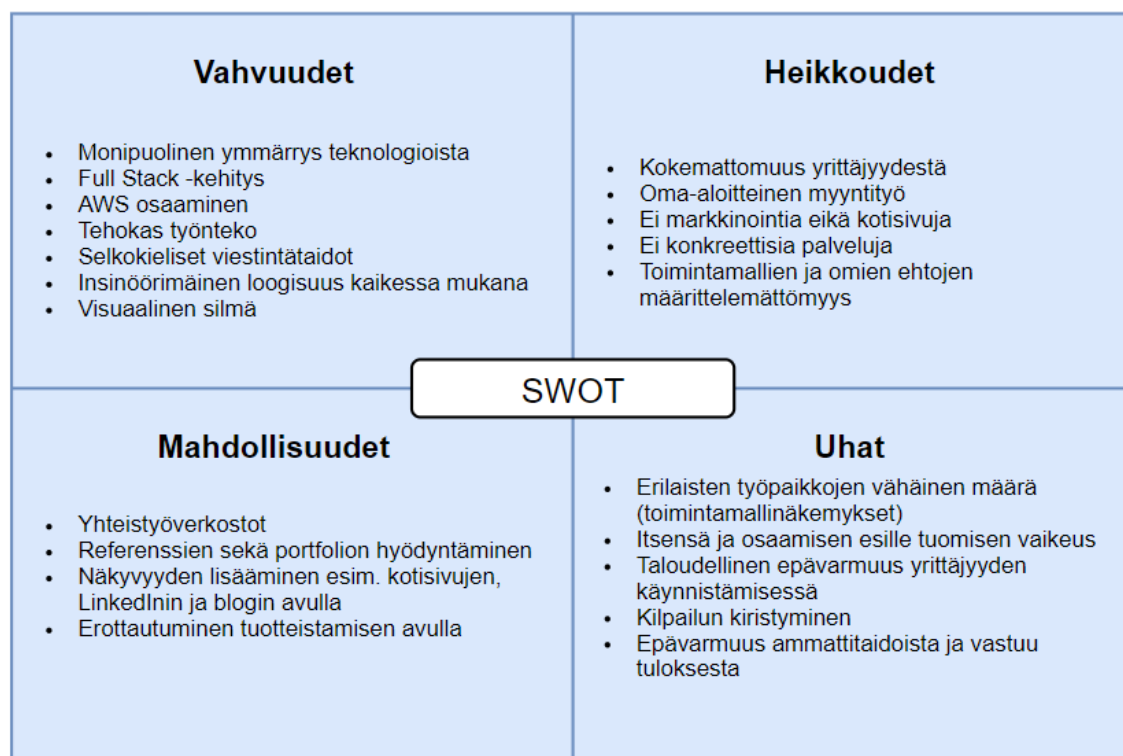 Vahvuudet
Monipuolinen ymmärrys teknologioista
Full Stack -kehitys
AWS osaaminen
Tehokas työnteko
Selkokieliset viestintätaidot
Insinöörimäinen loogisuus kaikessa mukana
Visuaalinen silmä
Heikkoudet
Kokemattomuus yrittäjyydestä
Oma-aloitteinen myyntityö
Ei markkinointia eikä kotisivuja
Ei konkreettisia palveluja
Toimintamallien ja omien ehtojen
määrittelemättömyys
SWOT
Mahdollisuudet
Yhteistyöverkostot
Referenssien sekä portfolion hyödyntäminen
Näkyvyyden lisääminen esim. kotisivujen,
LinkedInin ja blogin avulla
Erottautuminen tuotteistamisen avulla
Uhat
Erilaisten työpaikkojen vähäinen määrä
(toimintamallinäkemykset)
Itsensä ja osaamisen esille tuomisen vaikeus
Taloudellinen epävarmuus yrittäjyyden
käynnistämisessä
Kilpailun kiristyminen
Epävarmuus ammattitaidoista ja vastuu
tuloksesta